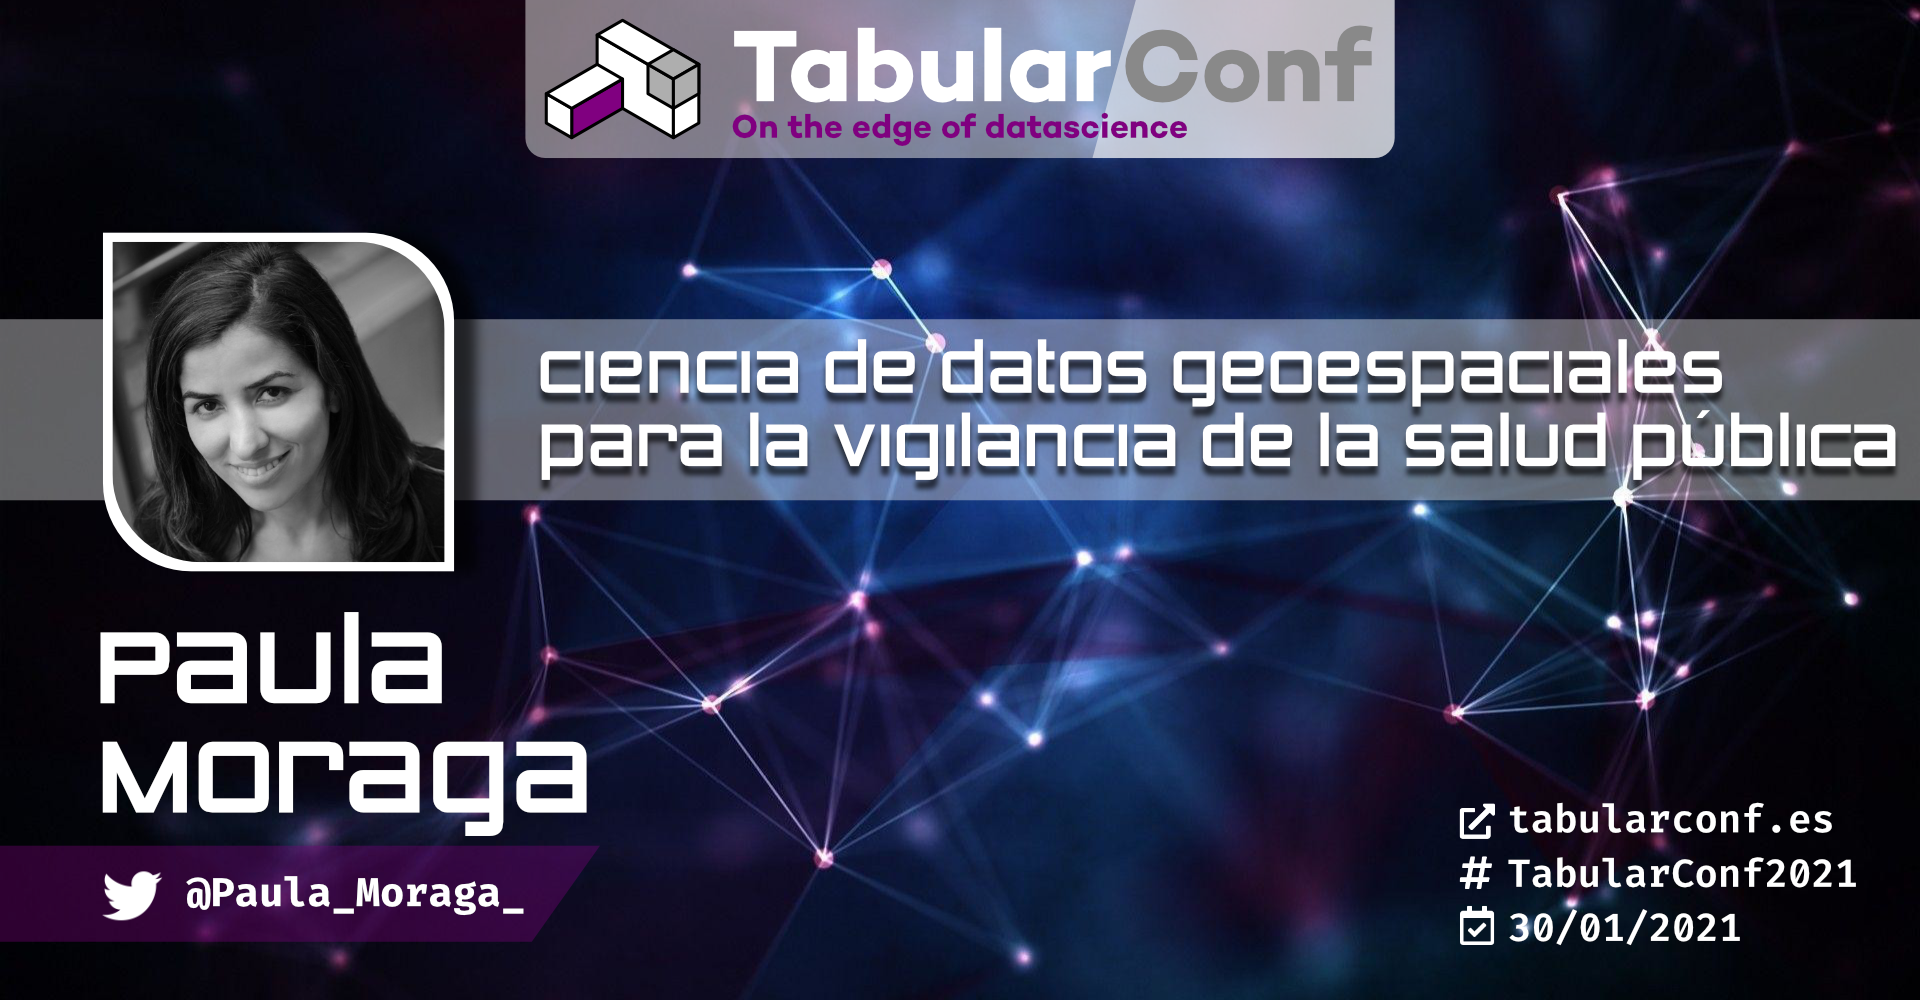 TabularConf
On the edge of datascience
ciencia de datos geoespaciales
para la vigilancia de la salud pública
Paula
Moraga
@Paula_Moraga_
tabularconf.es
# TabularConf2021
30/01/2021